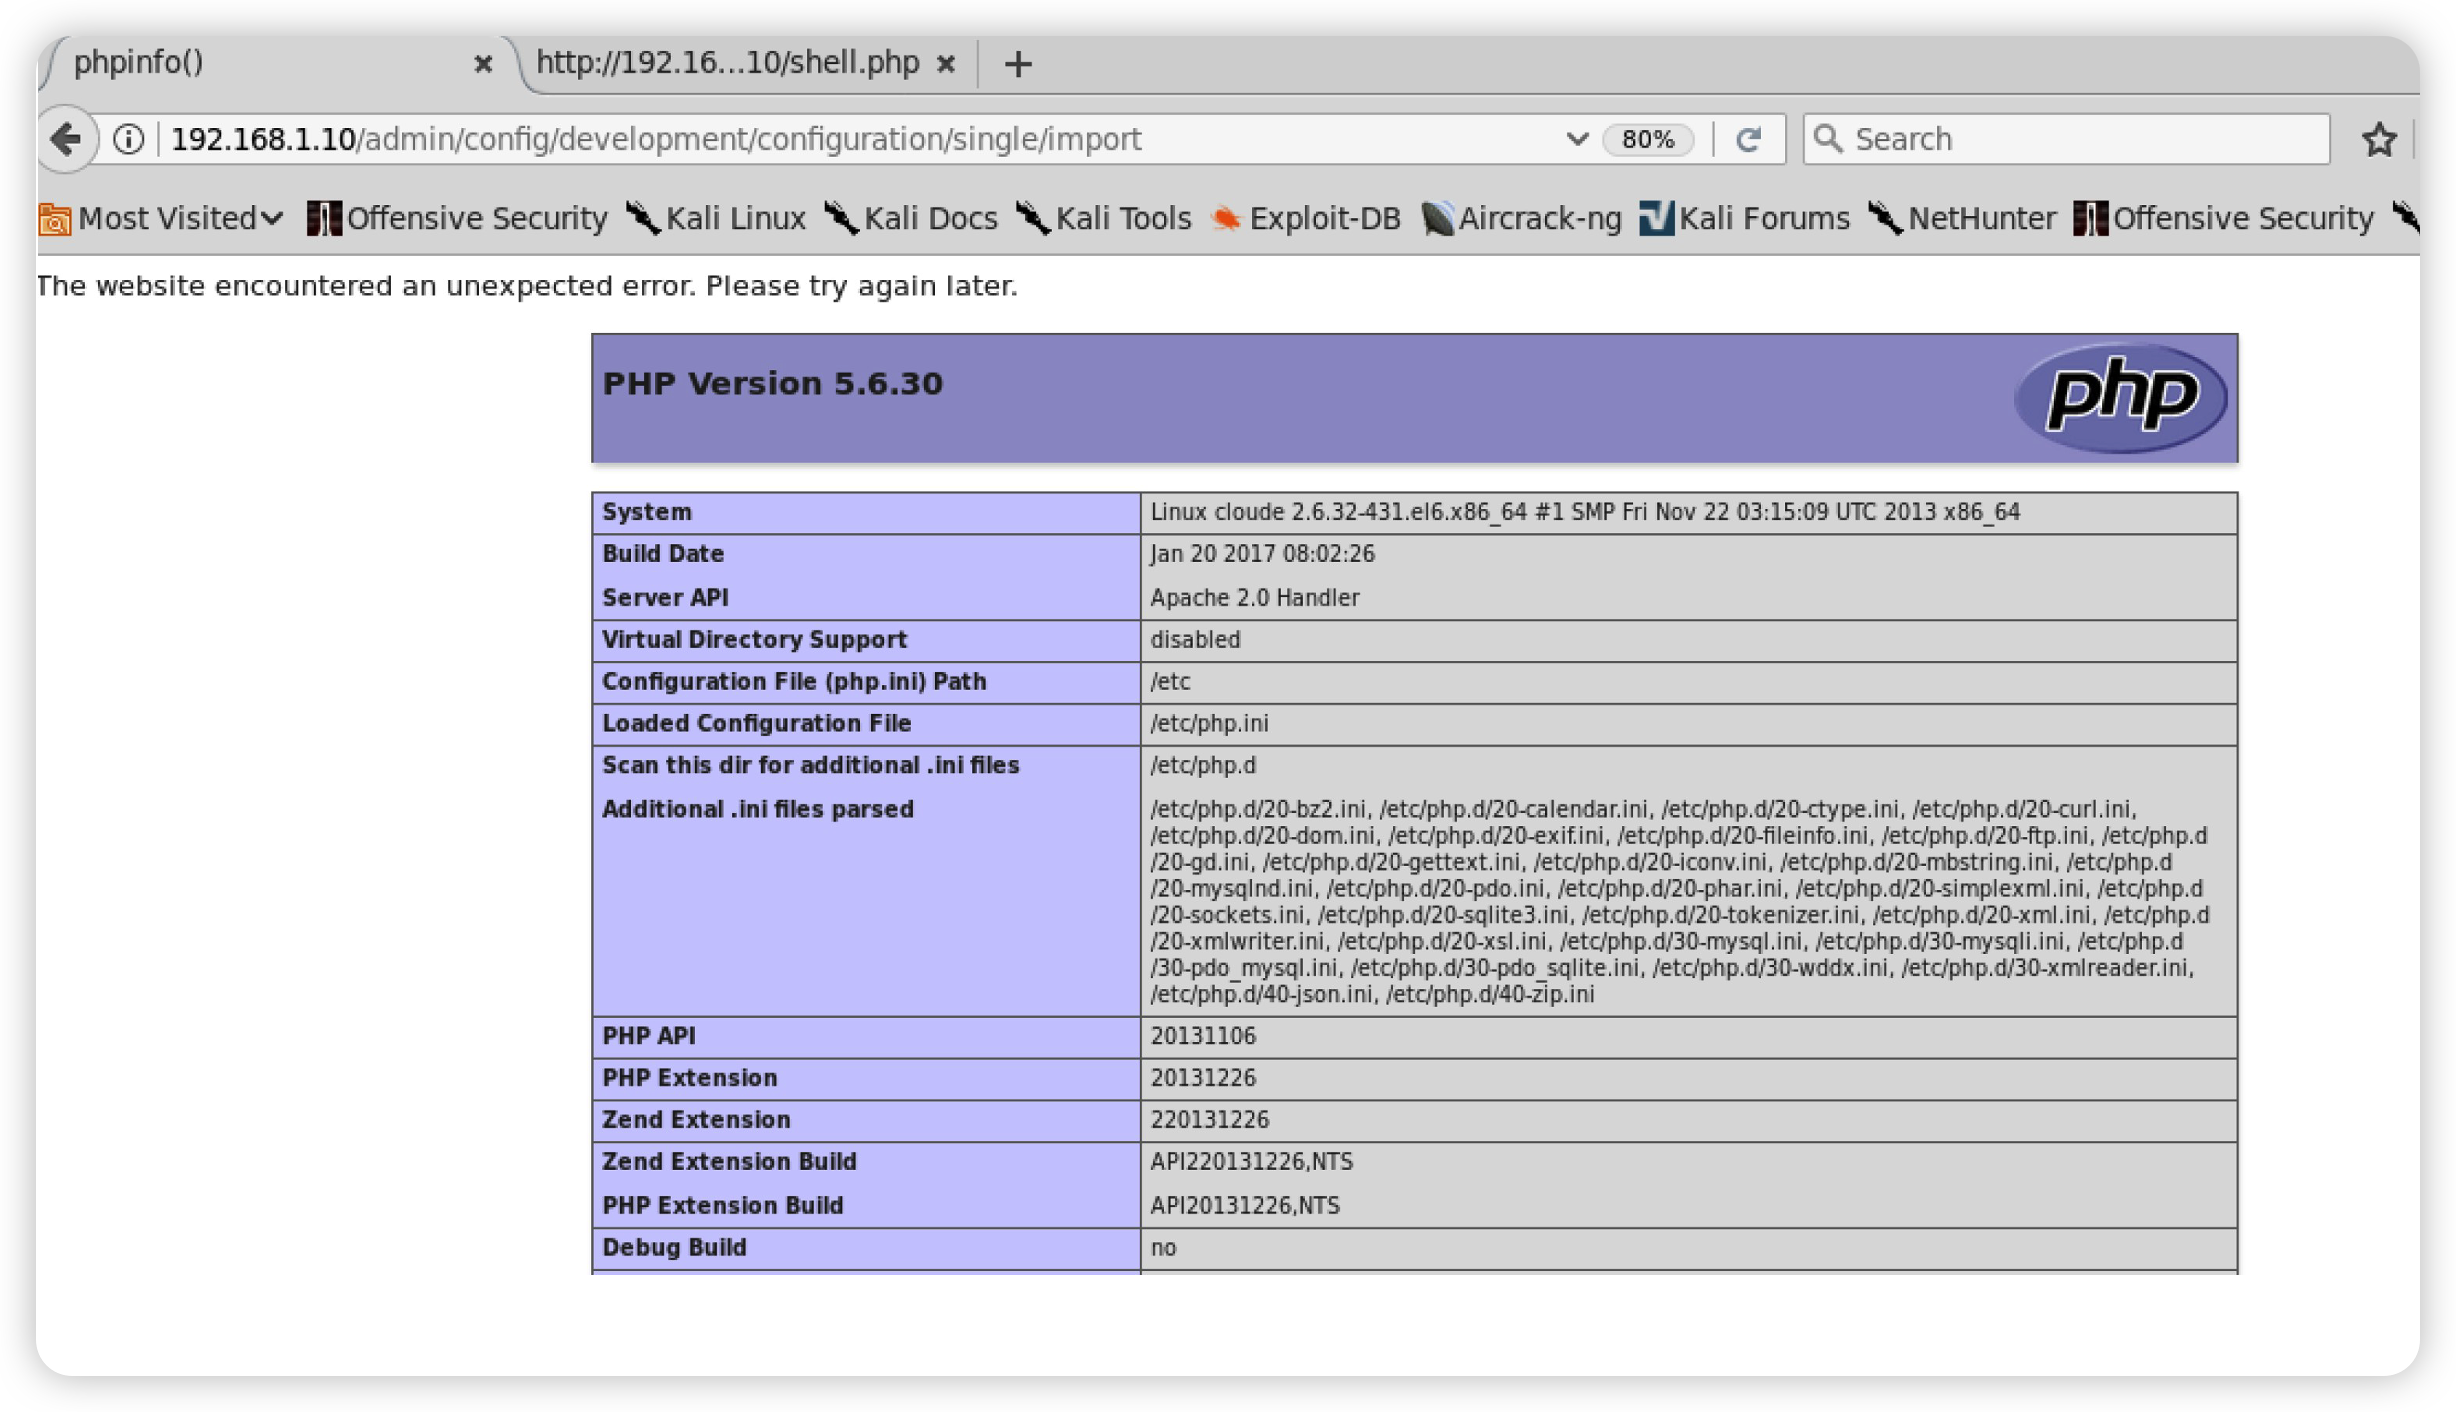 phpinfo()
http://192.16...10/shell.php
192.168.1.10/admin/config/development/configuration/single/import
80%
Search
Most Visited
Offensive Security
Kali Linux
Kali Docs
Kali Tools
Exploit-DB
Aircrack-ng
Kali Forums
NetHunter
Offensive Security
The website encountered an unexpected error. Please try again later.
PHP Version 5.6.30
php
System
Linux cloude 2.6.32-431.el6.x86_64 #1 SMP Fri Nov 22 03:15:09 UTC 2013 x86_64
Build Date
Jan 20 2017 08:02:26
Server API
Apache 2.0 Handler
Virtual Directory Support
disabled
Configuration File (php.ini) Path
/etc
Loaded Configuration File
/etc/php.ini
Scan this dir for additional .ini files
/etc/php.d
Additional .ini files parsed
/etc/php.d/20-bz2.ini, /etc/php.d/20-calendar.ini, /etc/php.d/20-ctype.ini, /etc/php.d/20-curl.ini,
/etc/php.d/20-dom.ini, /etc/php.d/20-exif.ini, /etc/php.d/20-fileinfo.ini, /etc/php.d/20-ftp.ini, /etc/php.d
/20-gd.ini, /etc/php.d/20-gettext.ini, /etc/php.d/20-iconv.ini, /etc/php.d/20-mbstring.ini, /etc/php.d
/20-mysqlnd.ini, /etc/php.d/20-pdo.ini, /etc/php.d/20-phar.ini, /etc/php.d/20-simplexml.ini, /etc/php.d
/20-sockets.ini, /etc/php.d/20-sqlite3.ini, /etc/php.d/20-tokenizer.ini, /etc/php.d/20-xml.ini, /etc/php.d
/20-xmlwriter.ini, /etc/php.d/20-xsl.ini, /etc/php.d/30-mysql.ini, /etc/php.d/30-mysqli.ini, /etc/php.d
/30-pdo_mysql.ini, /etc/php.d/30-pdo_sqlite.ini, /etc/php.d/30-wddx.ini, /etc/php.d/30-xmlreader.ini,
/etc/php.d/40-json.ini, /etc/php.d/40-zip.ini
PHP API
20131106
PHP Extension
20131226
Zend Extension
220131226
Zend Extension Build
API220131226,NTS
PHP Extension Build
API20131226,NTS
Debug Build
no